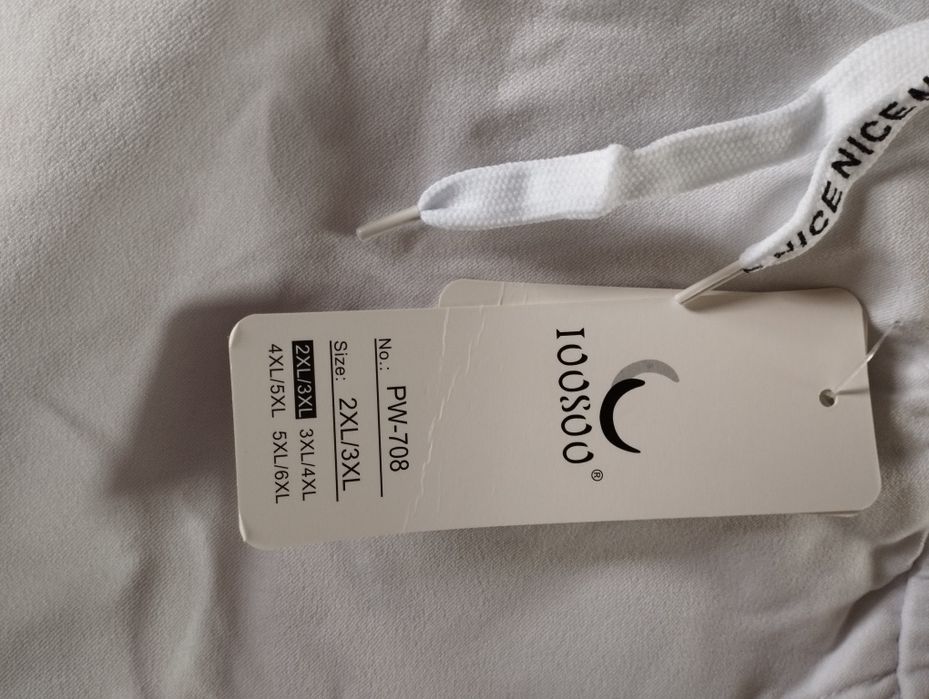 IOOSOO®
No.: PW-708
Size: 2XL/3XL
2XL/3XL 3XL/4XL
4XL/5XL 5XL/6XL
NICE NICE N